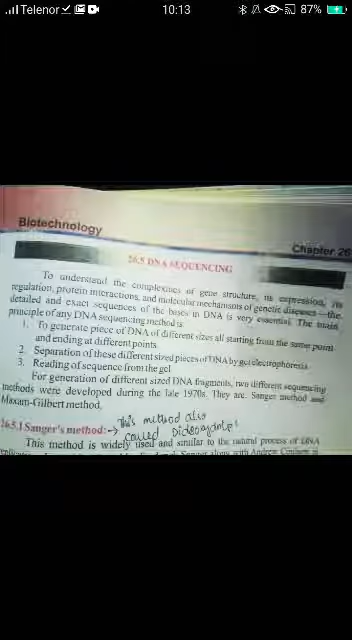 Telenor
10:13
87%
Biotechnology
Chapter 26
26.5 DNA SEQUENCING
To understand the complexities of gene structure, its expression, its
regulation, protein interactions, and molecular mechanisms of genetic diseases—the
detailed and exact sequences of the bases in DNA is very essential. The main
principle of any DNA sequencing method is
1. To generate piece of DNA of different sizes all starting from the same point
and ending at different points.
2. Separation of these different sized pieces of DNA by gel electrophoresis.
3. Reading of sequence from the gel
For generation of different sized DNA fragments, two different sequencing
methods were developed during the late 1970s. They are. Sanger method and
Maxam-Gilbert method.
26.5.1 Sanger's method:→ This method also
called
This method is widely used and similar to the natural process of DNA
Sanger along with